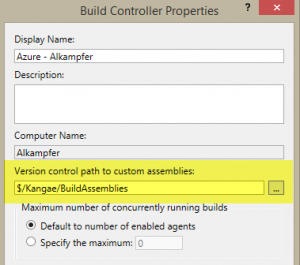 Build Controller Properties
?
Display Name:
Azure - Alkampfer
Description:
Computer Name:
Alkampfer
Version control path to custom assemblies:
$/Kangae/BuildAssemblies
...
Maximum number of concurrently running builds
Default to number of enabled agents
Specify the maximum: 0